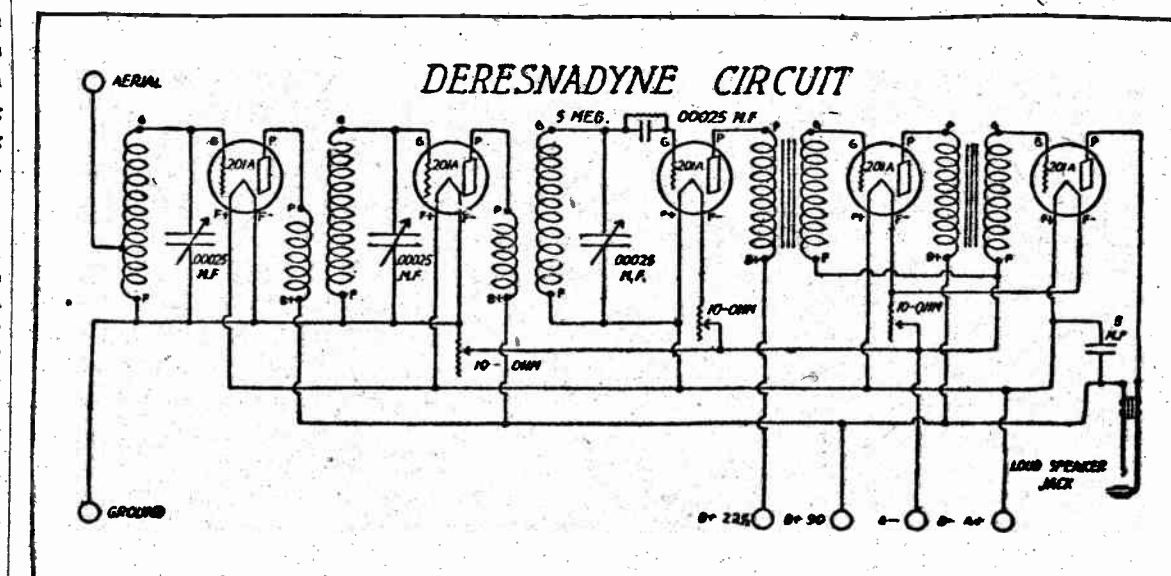 DERESNADYNE CIRCUIT
AERIAL
G
G P
201A
F+ F-
.00025
M.F
P
P
B+
G
G P
201A
F+ F-
.00025
M.F.
P
P
B+
10-OHM
G
5 MEG.
.00025 M.F
G P
201A
F+ F-
.00025
M.F.
P
10-OHM
P
G
B+
G P
201A
F+ F-
10-OHM
P
G
B+
P
G P
201A
F+ F-
M.F
LOUD SPEAKER
JACK
GROUND
B+ 22½
B+ 90
A-
B- A+